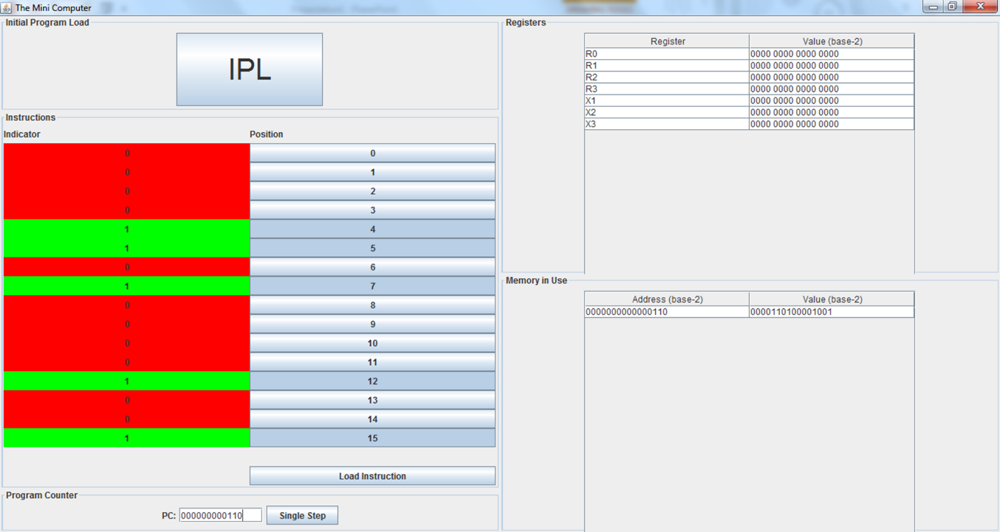 The Mini Computer
Initial Program Load
IPL
Instructions
Indicator Position
0 0
0 1
0 2
0 3
1 4
1 5
0 6
1 7
0 8
0 9
0 10
0 11
1 12
0 13
0 14
1 15
Load Instruction
Program Counter
PC: 000000000110 Single Step
Registers
Register Value (base-2)
R0 0000 0000 0000 0000
R1 0000 0000 0000 0000
R2 0000 0000 0000 0000
R3 0000 0000 0000 0000
X1 0000 0000 0000 0000
X2 0000 0000 0000 0000
X3 0000 0000 0000 0000
Memory in Use
Address (base-2) Value (base-2)
0000000000000110 0000110100001001